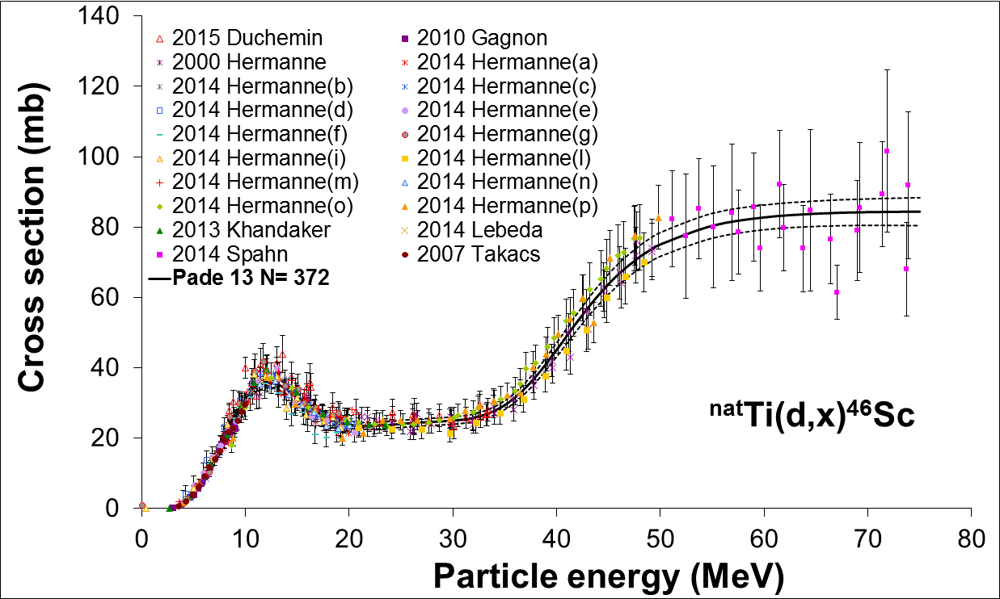 140
120
100
80
60
40
20
0
Cross section (mb)
2015 Duchemin 2010 Gagnon
2000 Hermanne 2014 Hermanne(a)
2014 Hermanne(b) 2014 Hermanne(c)
2014 Hermanne(d) 2014 Hermanne(e)
2014 Hermanne(f) 2014 Hermanne(g)
2014 Hermanne(i) 2014 Hermanne(l)
2014 Hermanne(m) 2014 Hermanne(n)
2014 Hermanne(o) 2014 Hermanne(p)
2013 Khandaker 2014 Lebeda
2014 Spahn 2007 Takacs
Pade 13 N= 372
natTi(d,x)46Sc
0 10 20 30 40 50 60 70 80
Particle energy (MeV)